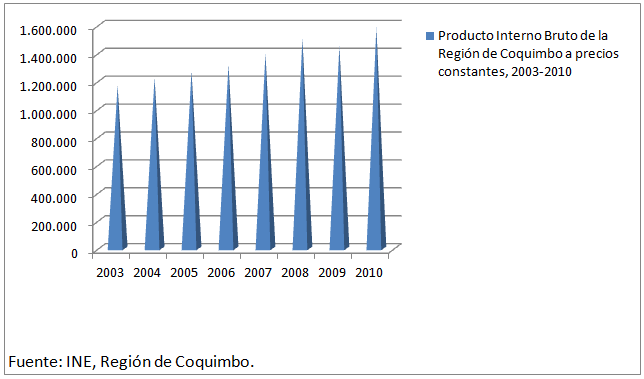 1.600.000
1.400.000
1.200.000
1.000.000
800.000
600.000
400.000
200.000
0
2003 2004 2005 2006 2007 2008 2009 2010
Producto Interno Bruto de la
Región de Coquimbo a precios
constantes, 2003-2010
Fuente: INE, Región de Coquimbo.